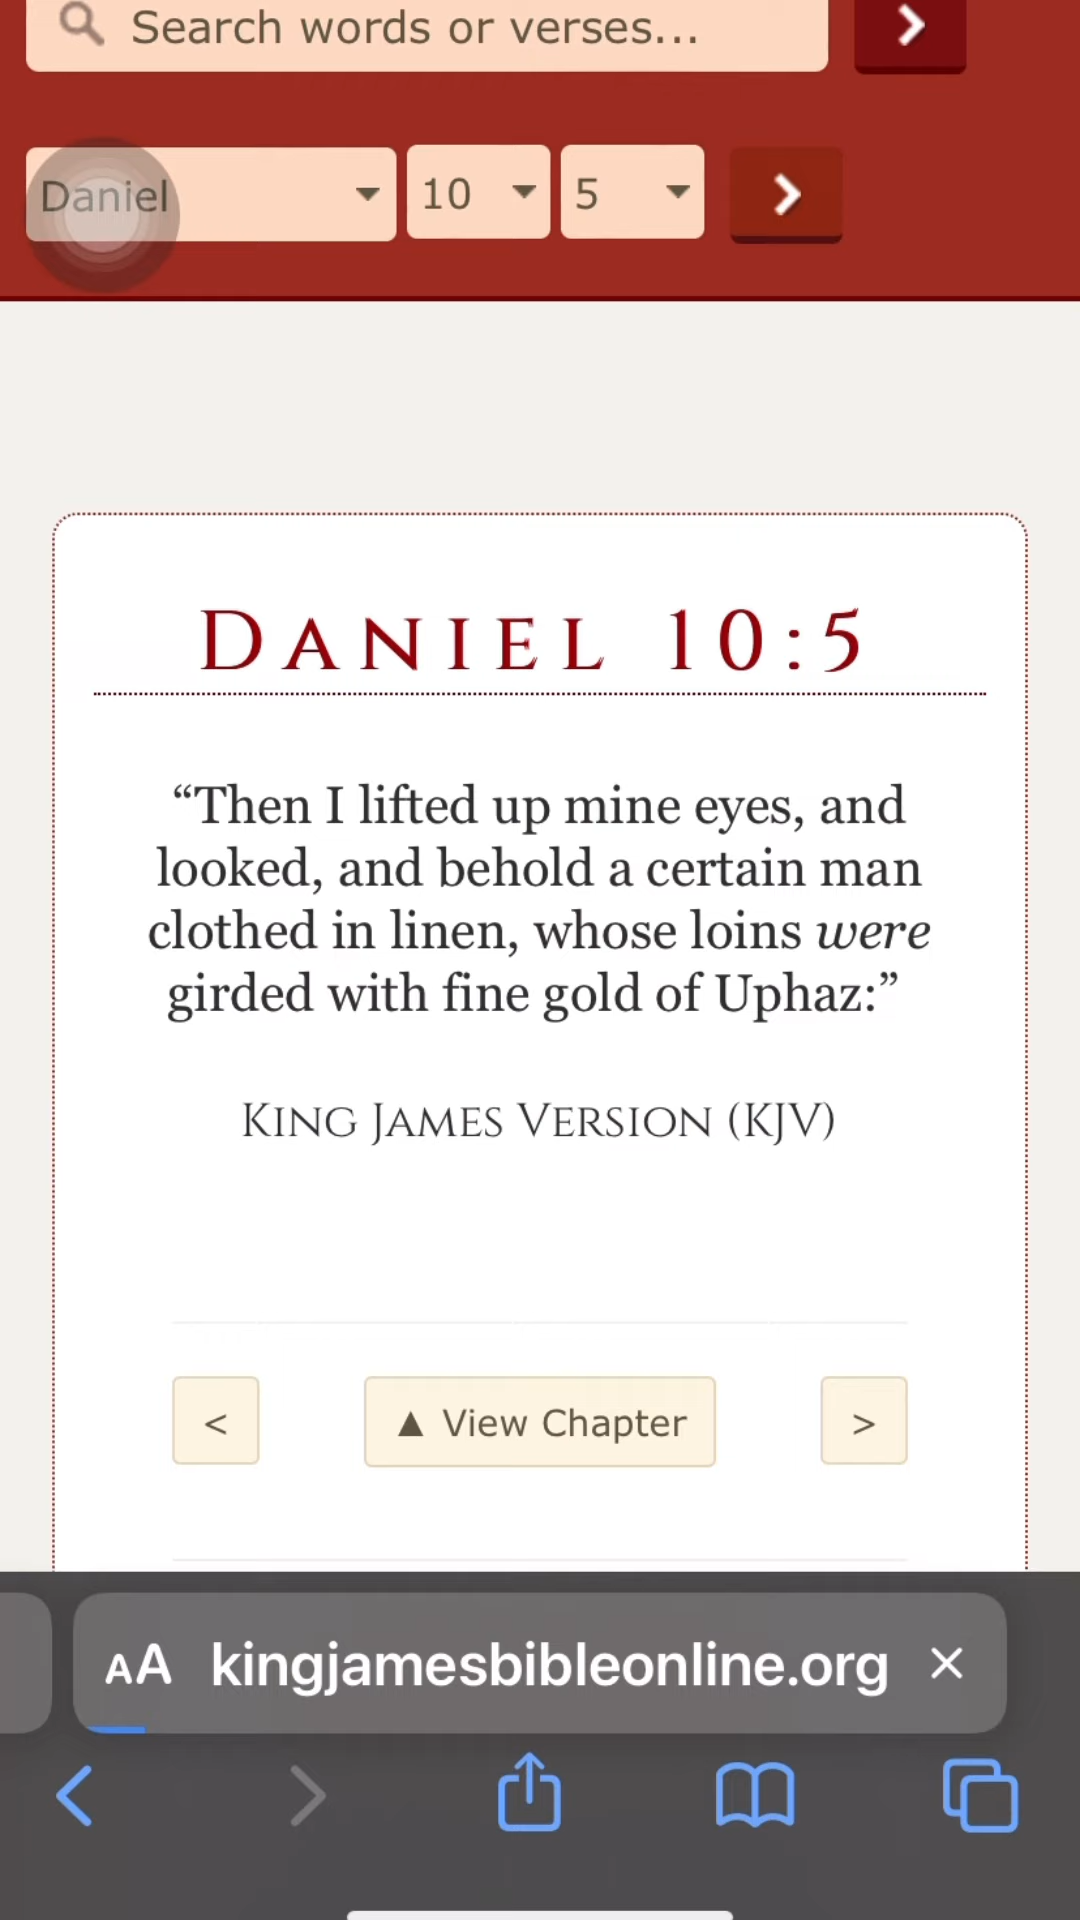 Search words or verses...
Daniel 10 5
DANIEL 10:5
“Then I lifted up mine eyes, and
looked, and behold a certain man
clothed in linen, whose loins were
girded with fine gold of Uphaz:”
KING JAMES VERSION (KJV)
< ▲ View Chapter >
AA kingjamesbibleonline.org